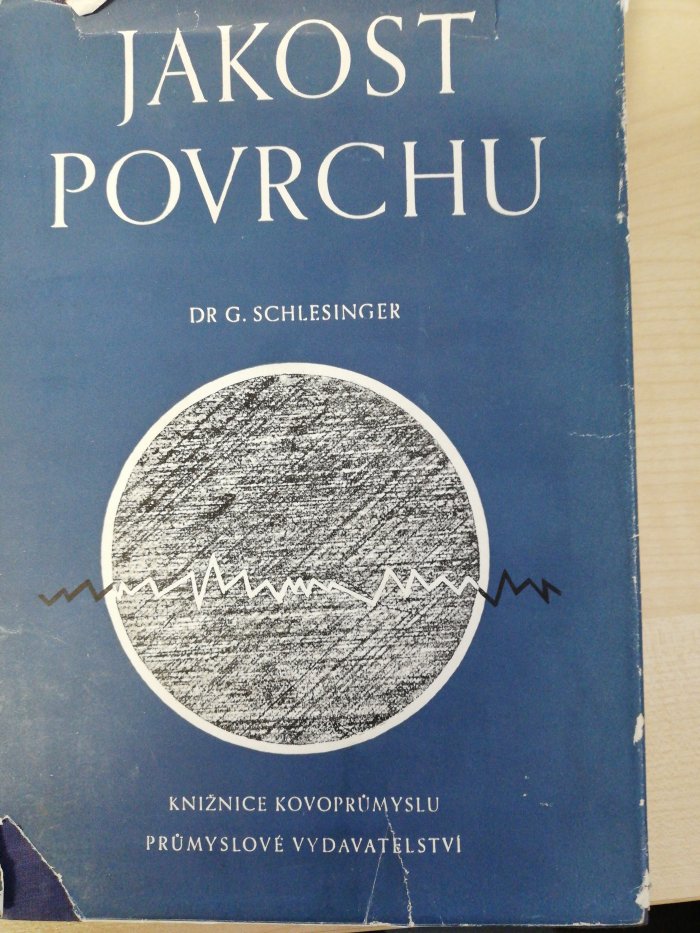 JAKOST
POVRCHU
DR G. SCHLESINGER
KNIŽNICE KOVOPRŮMYSLU
PRŮMYSLOVÉ VYDAVATELSTVÍ